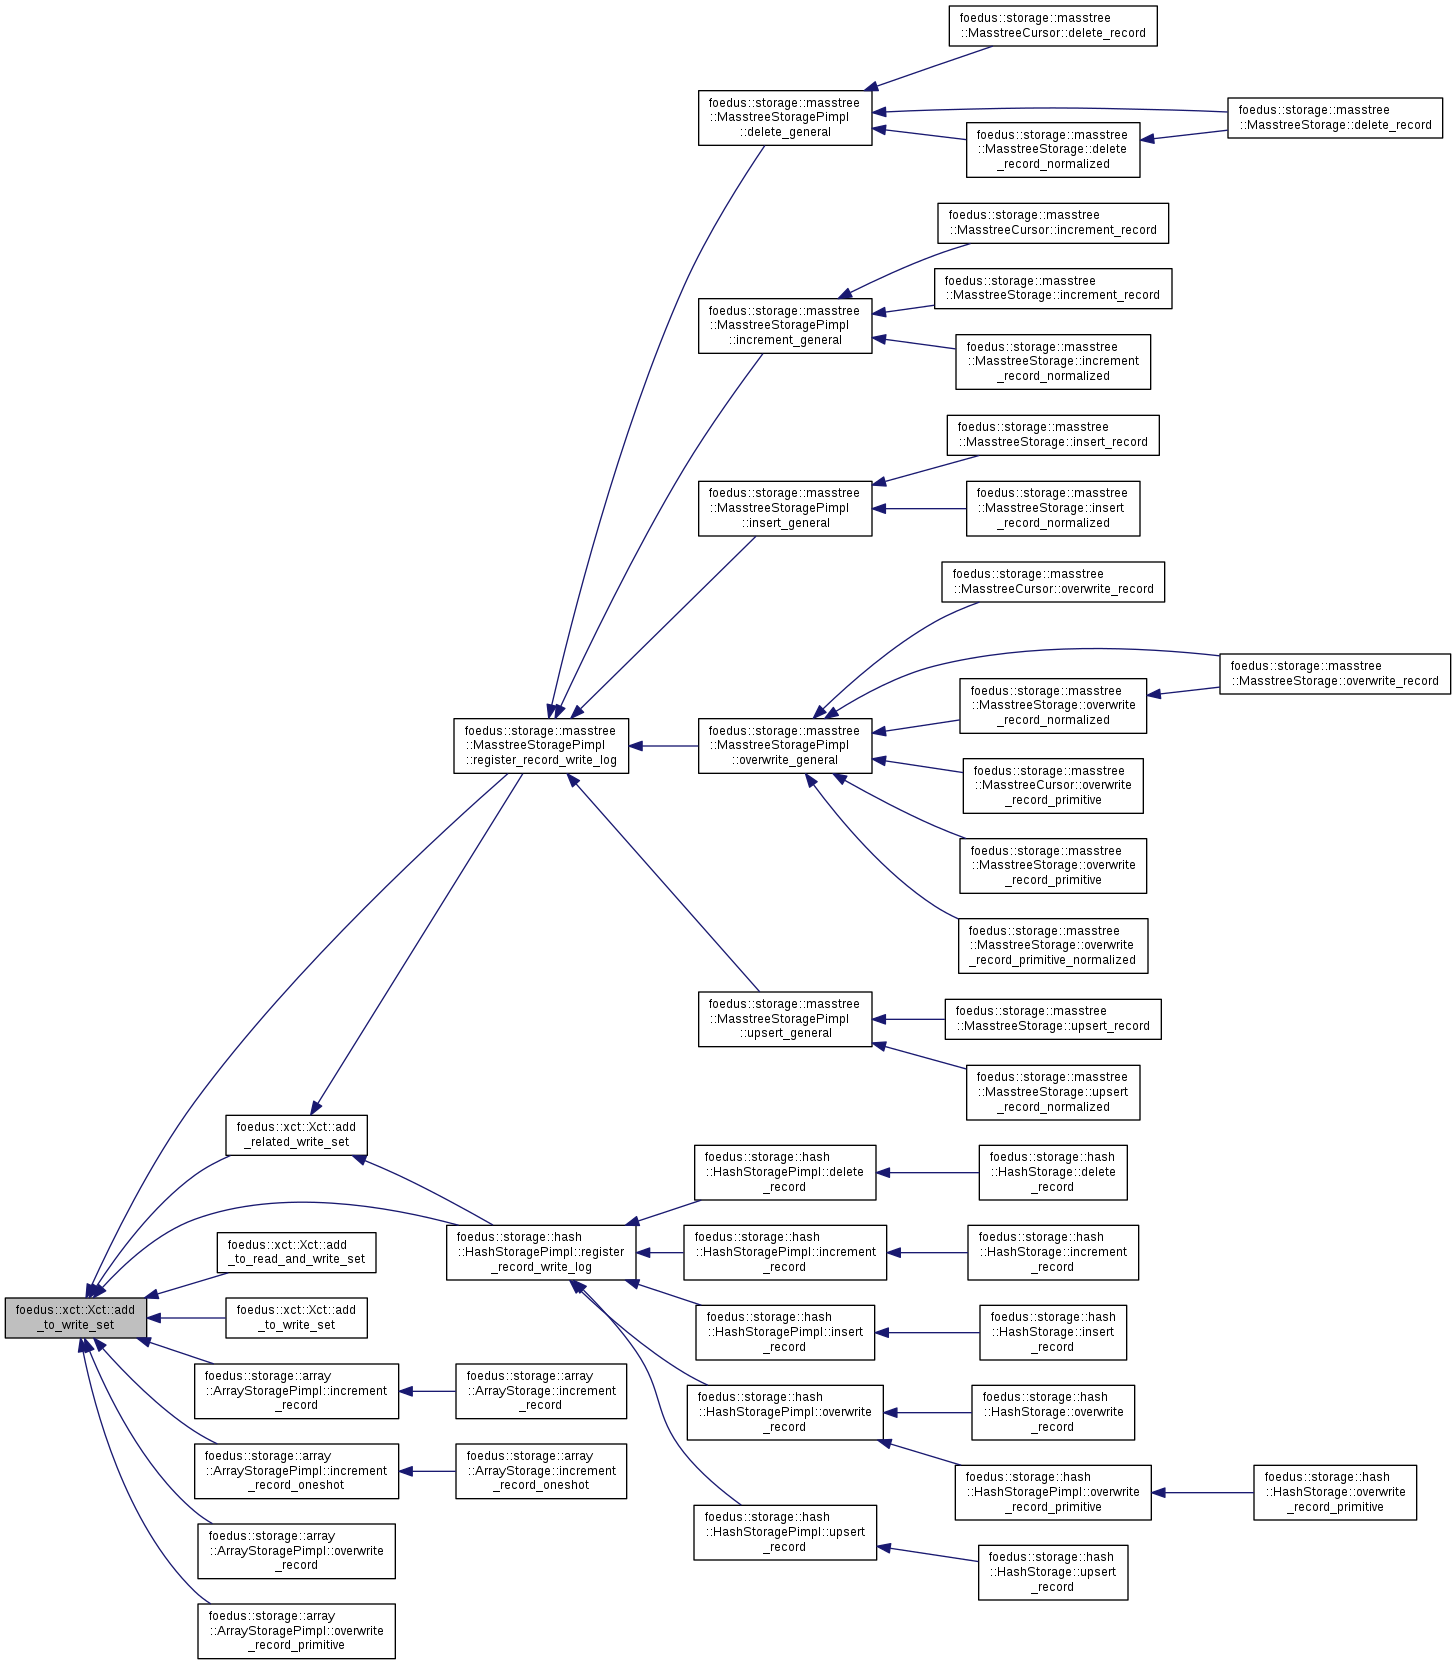 foedus::storage::masstree
::MasstreeCursor::delete_record
foedus::storage::masstree
::MasstreeStoragePimpl
::delete_general
foedus::storage::masstree
::MasstreeStorage::delete_record
foedus::storage::masstree
::MasstreeStorage::delete
_record_normalized
foedus::storage::masstree
::MasstreeCursor::increment_record
foedus::storage::masstree
::MasstreeStorage::increment_record
foedus::storage::masstree
::MasstreeStoragePimpl
::increment_general
foedus::storage::masstree
::MasstreeStorage::increment
_record_normalized
foedus::storage::masstree
::MasstreeStorage::insert_record
foedus::storage::masstree
::MasstreeStoragePimpl
::insert_general
foedus::storage::masstree
::MasstreeStorage::insert
_record_normalized
foedus::storage::masstree
::MasstreeCursor::overwrite_record
foedus::storage::masstree
::MasstreeStorage::overwrite_record
foedus::storage::masstree
::MasstreeStorage::overwrite
_record_normalized
foedus::storage::masstree
::MasstreeStoragePimpl
::register_record_write_log
foedus::storage::masstree
::MasstreeStoragePimpl
::overwrite_general
foedus::storage::masstree
::MasstreeCursor::overwrite
_record_primitive
foedus::storage::masstree
::MasstreeStorage::overwrite
_record_primitive
foedus::storage::masstree
::MasstreeStorage::overwrite
_record_primitive_normalized
foedus::storage::masstree
::MasstreeStoragePimpl
::upsert_general
foedus::storage::masstree
::MasstreeStorage::upsert_record
foedus::storage::masstree
::MasstreeStorage::upsert
_record_normalized
foedus::xct::Xct::add
_related_write_set
foedus::storage::hash
::HashStoragePimpl::delete
_record
foedus::storage::hash
::HashStorage::delete
_record
foedus::xct::Xct::add
_to_read_and_write_set
foedus::storage::hash
::HashStoragePimpl::register
_record_write_log
foedus::storage::hash
::HashStoragePimpl::increment
_record
foedus::storage::hash
::HashStorage::increment
_record
foedus::xct::Xct::add
_to_write_set
foedus::xct::Xct::add
_to_write_set
foedus::storage::hash
::HashStoragePimpl::insert
_record
foedus::storage::hash
::HashStorage::insert
_record
foedus::storage::array
::ArrayStoragePimpl::increment
_record
foedus::storage::array
::ArrayStorage::increment
_record
foedus::storage::hash
::HashStoragePimpl::overwrite
_record
foedus::storage::hash
::HashStorage::overwrite
_record
foedus::storage::array
::ArrayStoragePimpl::increment
_record_oneshot
foedus::storage::array
::ArrayStorage::increment
_record_oneshot
foedus::storage::hash
::HashStoragePimpl::overwrite
_record_primitive
foedus::storage::hash
::HashStorage::overwrite
_record_primitive
foedus::storage::hash
::HashStoragePimpl::upsert
_record
foedus::storage::array
::ArrayStoragePimpl::overwrite
_record
foedus::storage::hash
::HashStorage::upsert
_record
foedus::storage::array
::ArrayStoragePimpl::overwrite
_record_primitive